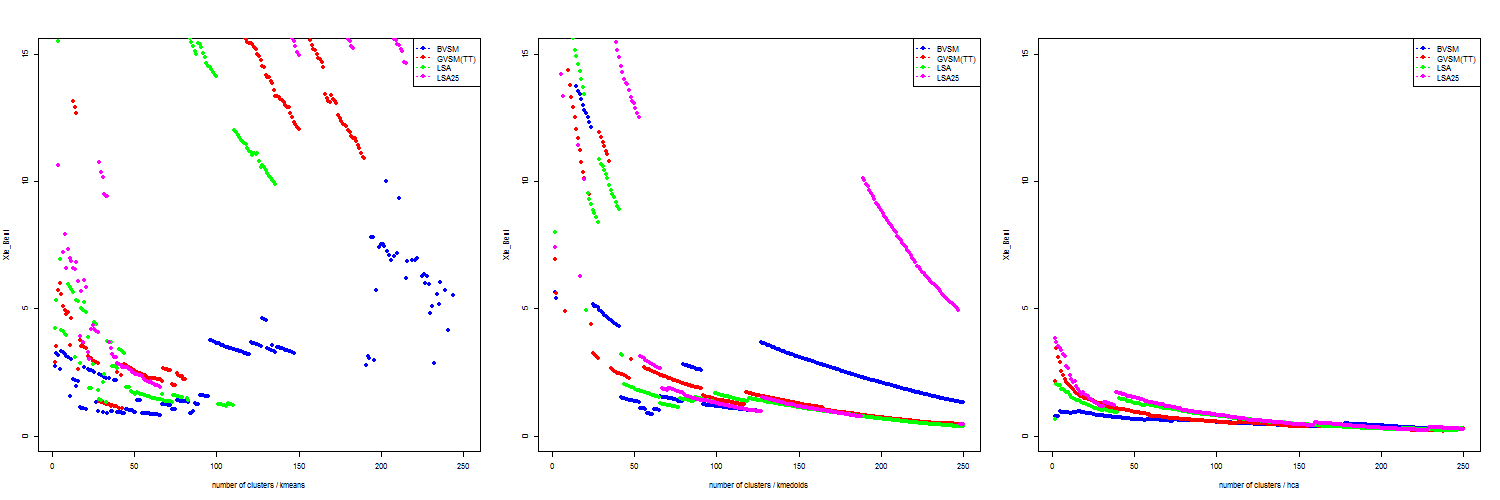 BVSM
GVSM(TT)
LSA
LSA25
Xie_Beni
0 5 10 15
0 50 100 150 200 250
number of clusters / kmeans
BVSM
GVSM(TT)
LSA
LSA25
Xie_Beni
0 5 10 15
0 50 100 150 200 250
number of clusters / kmedoids
BVSM
GVSM(TT)
LSA
LSA25
Xie_Beni
0 5 10 15
0 50 100 150 200 250
number of clusters / hca